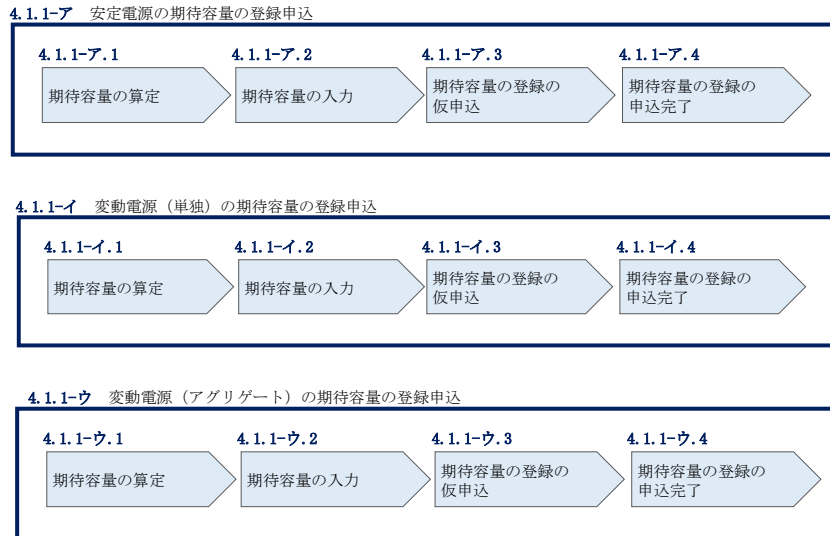 4.1.1-ア 安定電源の期待容量の登録申込
4.1.1-ア.1 4.1.1-ア.2 4.1.1-ア.3 4.1.1-ア.4
期待容量の算定
期待容量の入力
期待容量の登録の
仮申込
期待容量の登録の
申込完了
4.1.1-イ 変動電源（単独）の期待容量の登録申込
4.1.1-イ.1 4.1.1-イ.2 4.1.1-イ.3 4.1.1-イ.4
期待容量の算定
期待容量の入力
期待容量の登録の
仮申込
期待容量の登録の
申込完了
4.1.1-ウ 変動電源（アグリゲート）の期待容量の登録申込
4.1.1-ウ.1 4.1.1-ウ.2 4.1.1-ウ.3 4.1.1-ウ.4
期待容量の算定
期待容量の入力
期待容量の登録の
仮申込
期待容量の登録の
申込完了